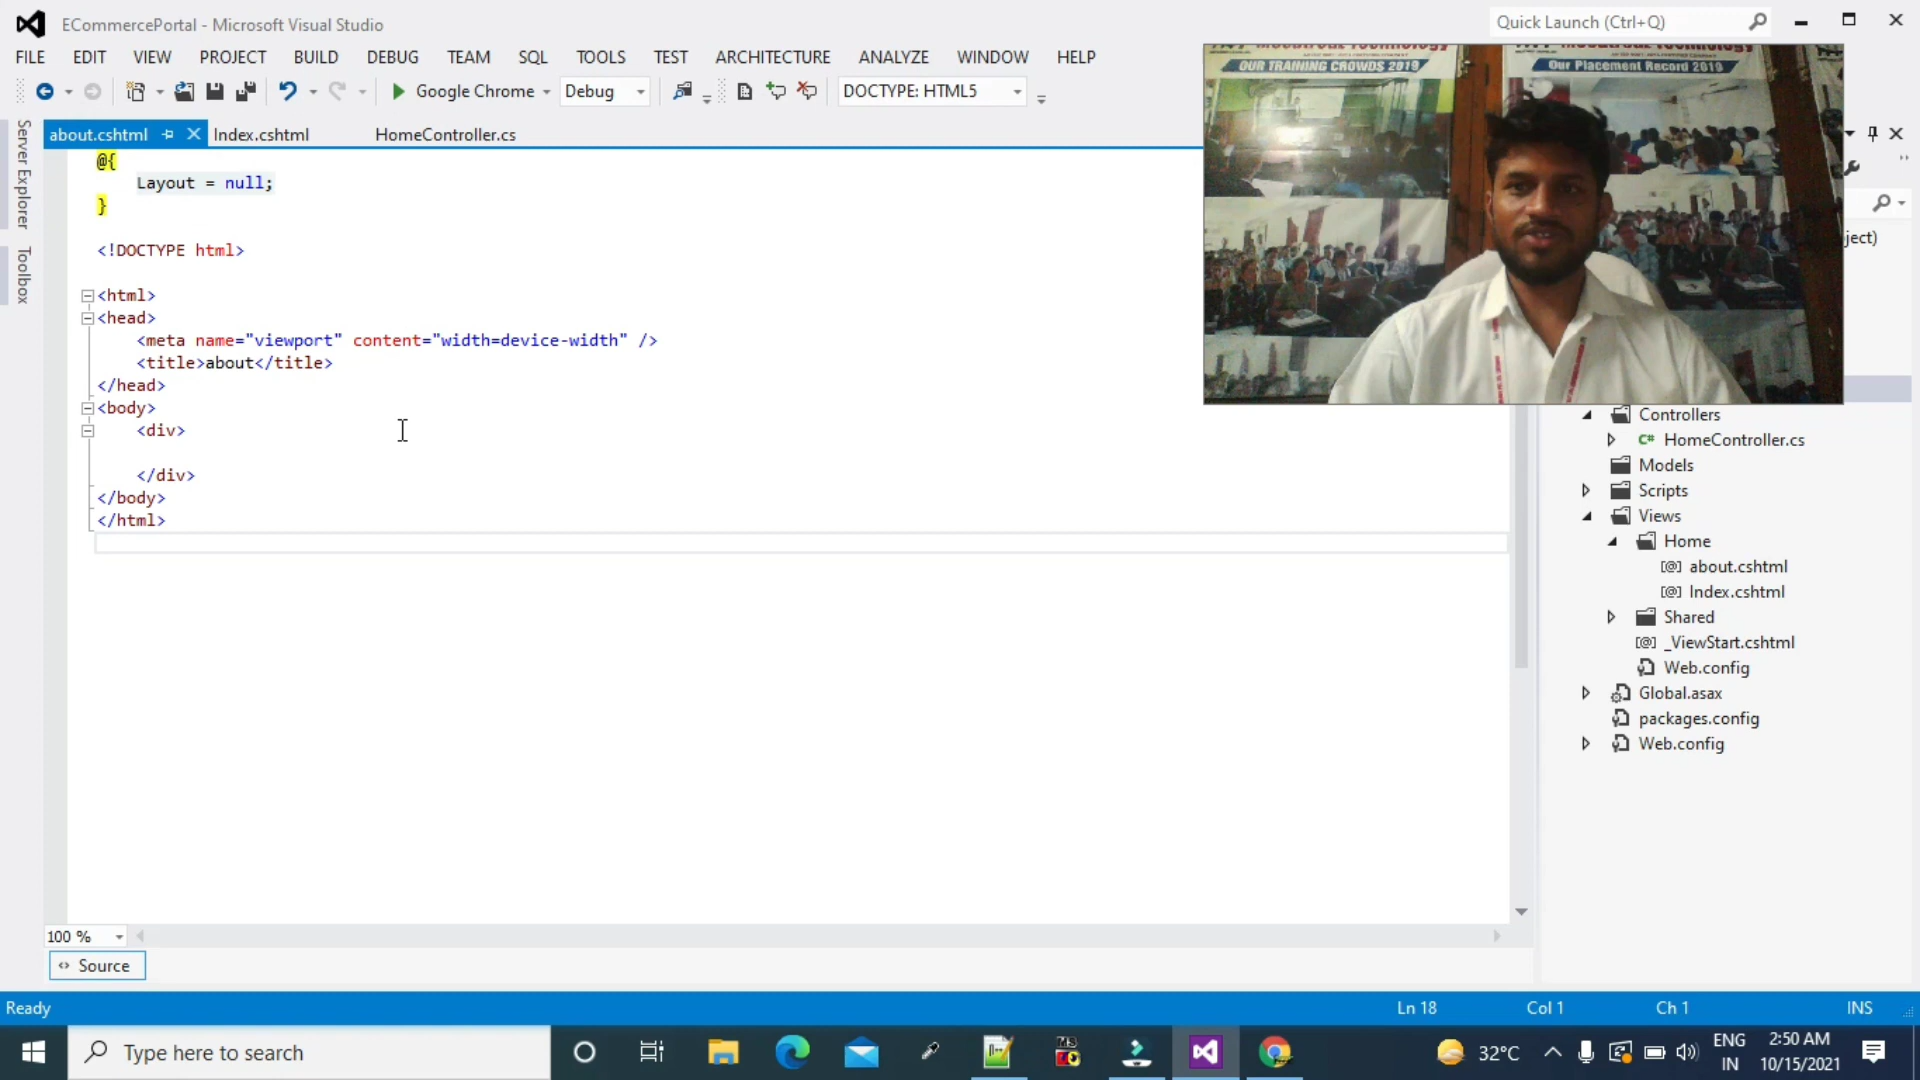 ECommercePortal - Microsoft Visual Studio
Quick Launch (Ctrl+Q)
FILE EDIT VIEW PROJECT BUILD DEBUG TEAM SQL TOOLS TEST ARCHITECTURE ANALYZE WINDOW HELP
Google Chrome Debug DOCTYPE: HTML5
OUR TRAINING CROWDS 2019
Our Placement Record 2019
about.cshtml Index.cshtml HomeController.cs
Server Explorer
Toolbox
@{
Layout = null;
}
<!DOCTYPE html>
<html>
<head>
<meta name="viewport" content="width=device-width" />
<title>about</title>
</head>
<body>
<div>
</div>
</body>
</html>
ject)
Controllers
C# HomeController.cs
Models
Scripts
Views
Home
[@] about.cshtml
[@] Index.cshtml
Shared
[@] _ViewStart.cshtml
Web.config
Global.asax
packages.config
Web.config
100 %
Source
Ready
Ln 18 Col 1 Ch 1 INS
Type here to search
32°C
ENG
IN
2:50 AM
10/15/2021